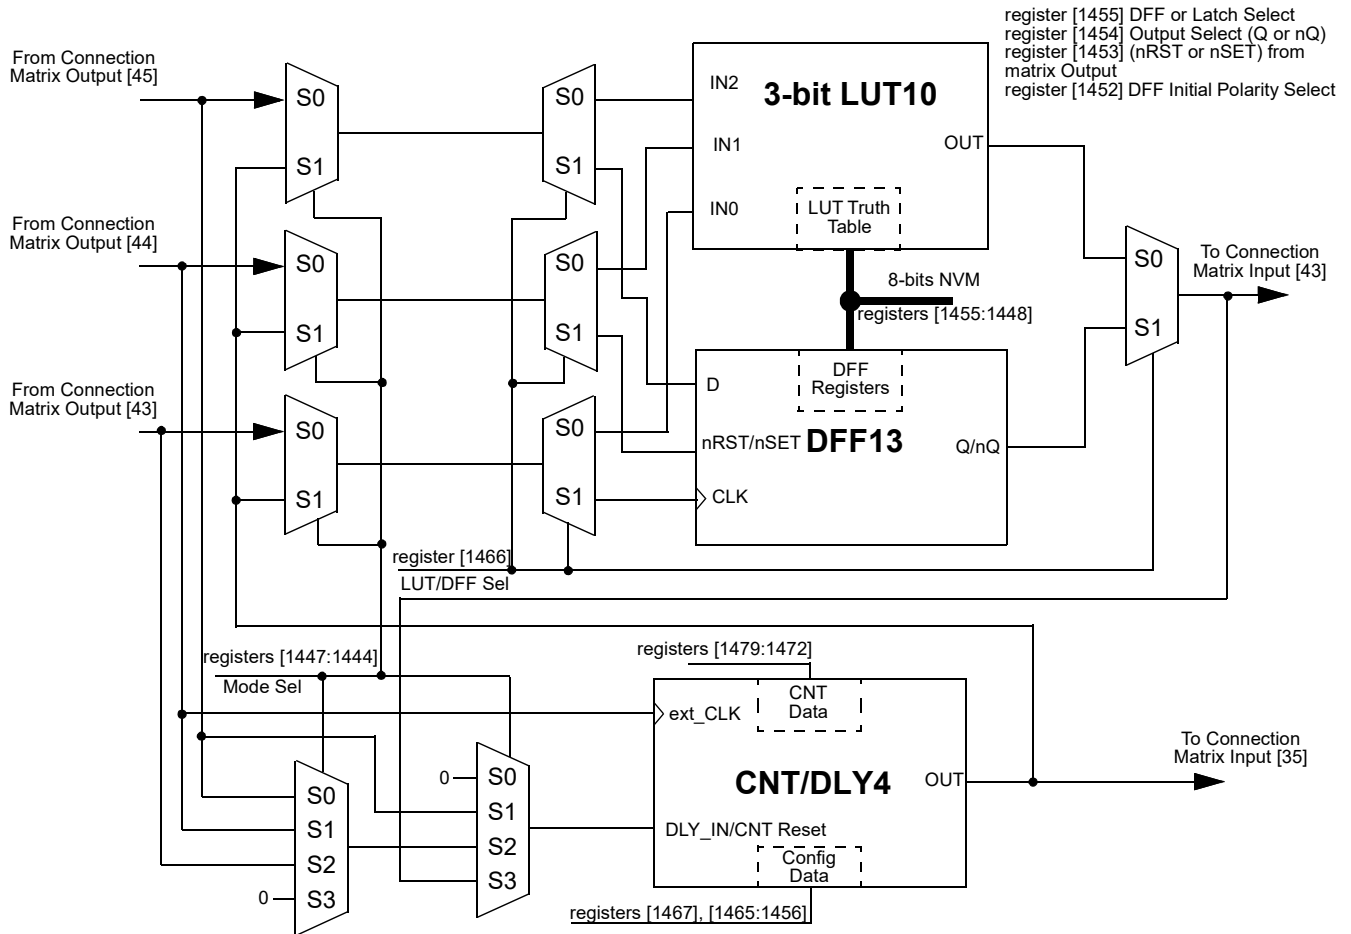 register [1455] DFF or Latch Select
register [1454] Output Select (Q or nQ)
register [1453] (nRST or nSET) from
matrix Output
register [1452] DFF Initial Polarity Select
From Connection
Matrix Output [45]
S0
S1
S0
S1
IN2
3-bit LUT10
IN1
OUT
IN0
LUT Truth
Table
From Connection
Matrix Output [44]
S0
S1
S0
S1
8-bits NVM
registers [1455:1448]
S0
S1
To Connection
Matrix Input [43]
From Connection
Matrix Output [43]
S0
S1
S0
S1
D
DFF
Registers
nRST/nSET
DFF13
Q/nQ
CLK
register [1466]
LUT/DFF Sel
registers [1447:1444]
Mode Sel
registers [1479:1472]
ext_CLK
CNT
Data
CNT/DLY4
OUT
To Connection
Matrix Input [35]
DLY_IN/CNT Reset
Config
Data
0
S0
S1
S2
S3
S0
S1
S2
0
S3
registers [1467], [1465:1456]